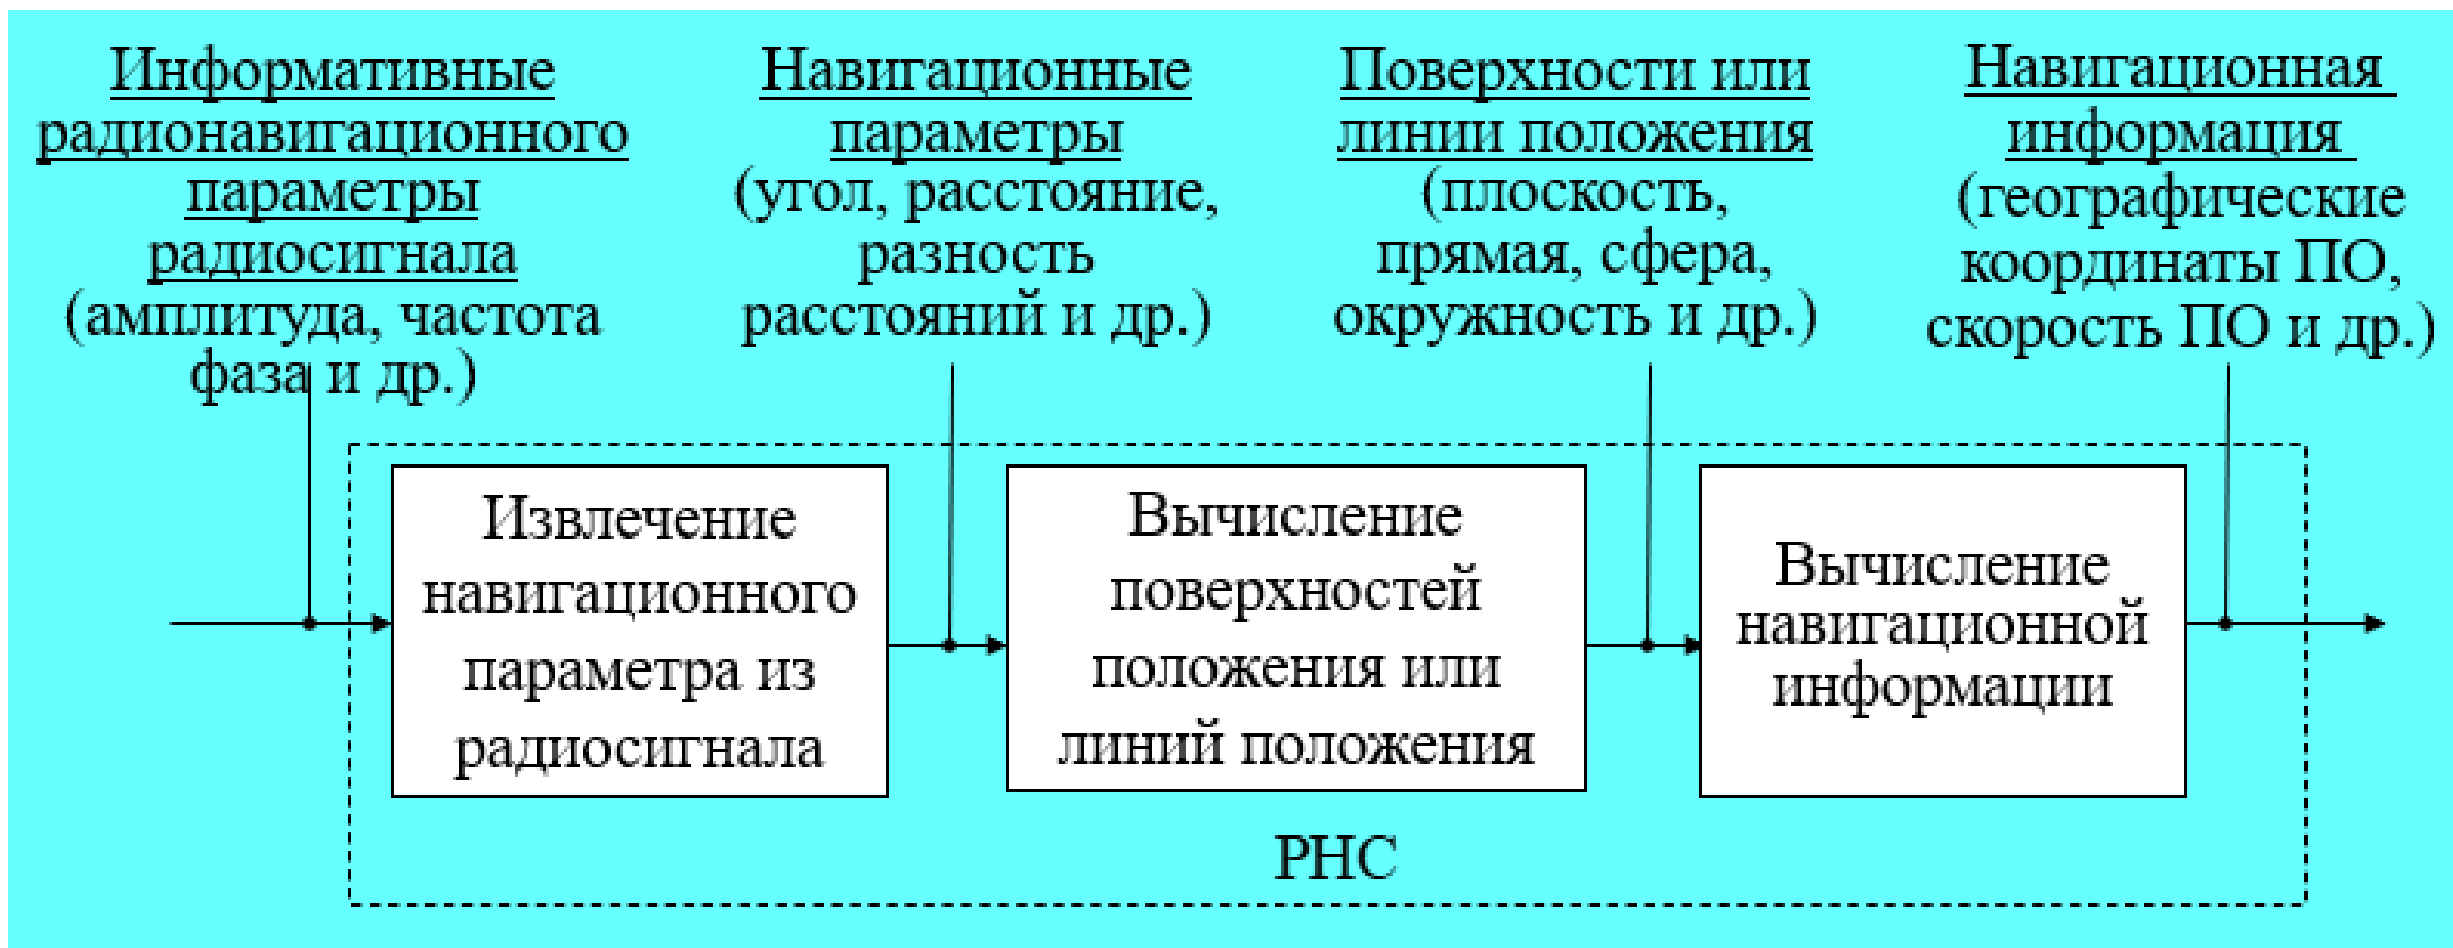 Информативные
радионавигационного
параметры
радиосигнала
(амплитуда, частота
фаза и др.)
Навигационные
параметры
(угол, расстояние,
разность
расстояний и др.)
Поверхности или
линии положения
(плоскость,
прямая, сфера,
окружность и др.)
Навигационная
информация
(географические
координаты ПО,
скорость ПО и др.)
Извлечение
навигационного
параметра из
радиосигнала
Вычисление
поверхностей
положения или
линий положения
Вычисление
навигационной
информации
РНС